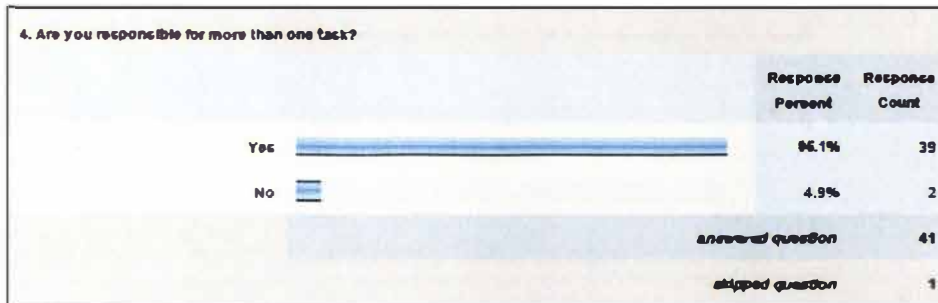 4. Are you responsible for more than one task?
Response Percent
Response Count
Yes 95.1% 39
No 4.9% 2
answered question 41
skipped question 1